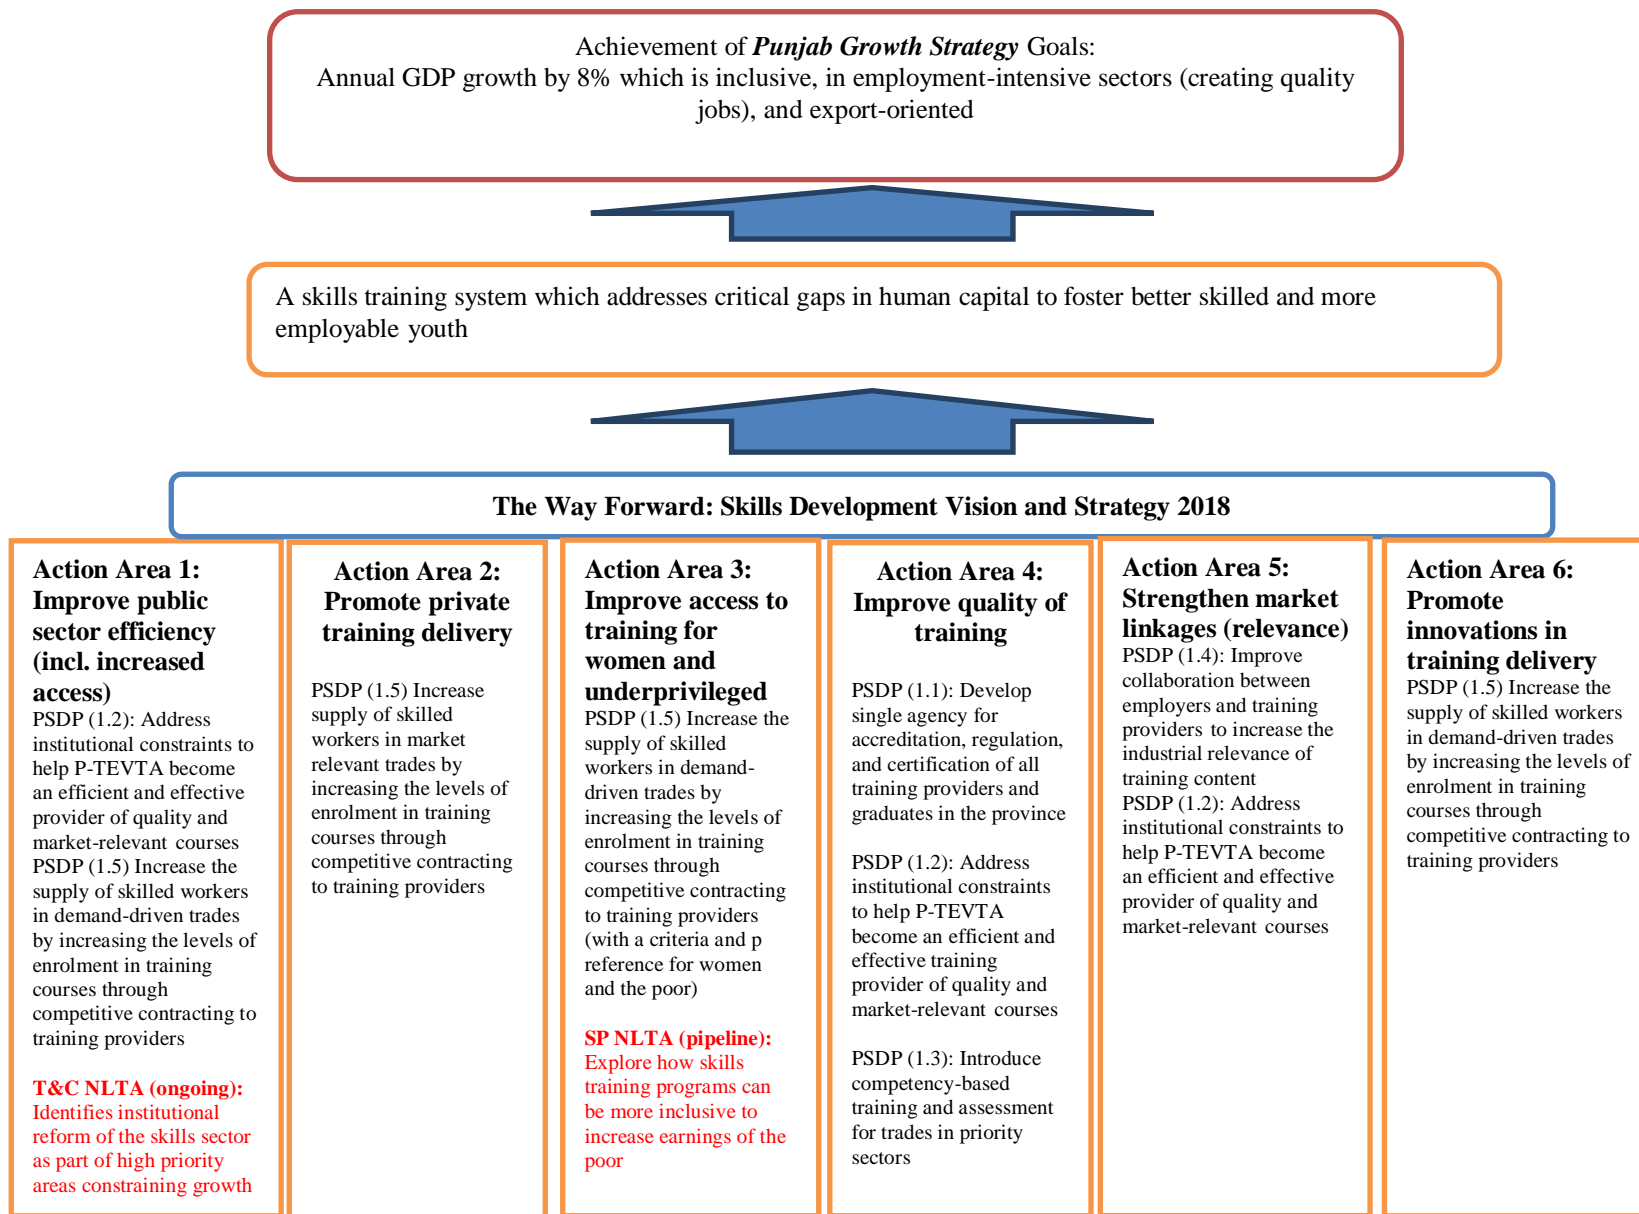 Achievement of Punjab Growth Strategy Goals:
Annual GDP growth by 8% which is inclusive, in employment-intensive sectors (creating quality
jobs), and export-oriented
A skills training system which addresses critical gaps in human capital to foster better skilled and more
employable youth
The Way Forward: Skills Development Vision and Strategy 2018
Action Area 1:
Improve public
sector efficiency
(incl. increased
access)
PSDP (1.2): Address
institutional constraints to
help P-TEVTA become
an efficient and effective
provider of quality and
market-relevant courses
PSDP (1.5) Increase the
supply of skilled workers
in demand-driven trades
by increasing the levels of
enrolment in training
courses through
competitive contracting to
training providers
T&C NLTA (ongoing):
Identifies institutional
reform of the skills sector
as part of high priority
areas constraining growth
Action Area 2:
Promote private
training delivery
PSDP (1.5) Increase
supply of skilled
workers in market
relevant trades by
increasing the levels of
enrolment in training
courses through
competitive contracting
to training providers
Action Area 3:
Improve access to
training for
women and
underprivileged
PSDP (1.5) Increase the
supply of skilled
workers in demand-
driven trades by
increasing the levels of
enrolment in training
courses through
competitive contracting
to training providers
(with a criteria and p
reference for women
and the poor)
SP NLTA (pipeline):
Explore how skills
training programs can
be more inclusive to
increase earnings of the
poor
Action Area 4:
Improve quality of
training
PSDP (1.1): Develop
single agency for
accreditation, regulation,
and certification of all
training providers and
graduates in the province
PSDP (1.2): Address
institutional constraints
to help P-TEVTA
become an efficient and
effective training
provider of quality and
market-relevant courses
PSDP (1.3): Introduce
competency-based
training and assessment
for trades in priority
sectors
Action Area 5:
Strengthen market
linkages (relevance)
PSDP (1.4): Improve
collaboration between
employers and training
providers to increase the
industrial relevance of
training content
PSDP (1.2): Address
institutional constraints to
help P-TEVTA become
an efficient and effective
provider of quality and
market-relevant courses
Action Area 6:
Promote
innovations in
training delivery
PSDP (1.5) Increase the
supply of skilled workers
in demand-driven trades
by increasing the levels of
enrolment in training
courses through
competitive contracting to
training providers